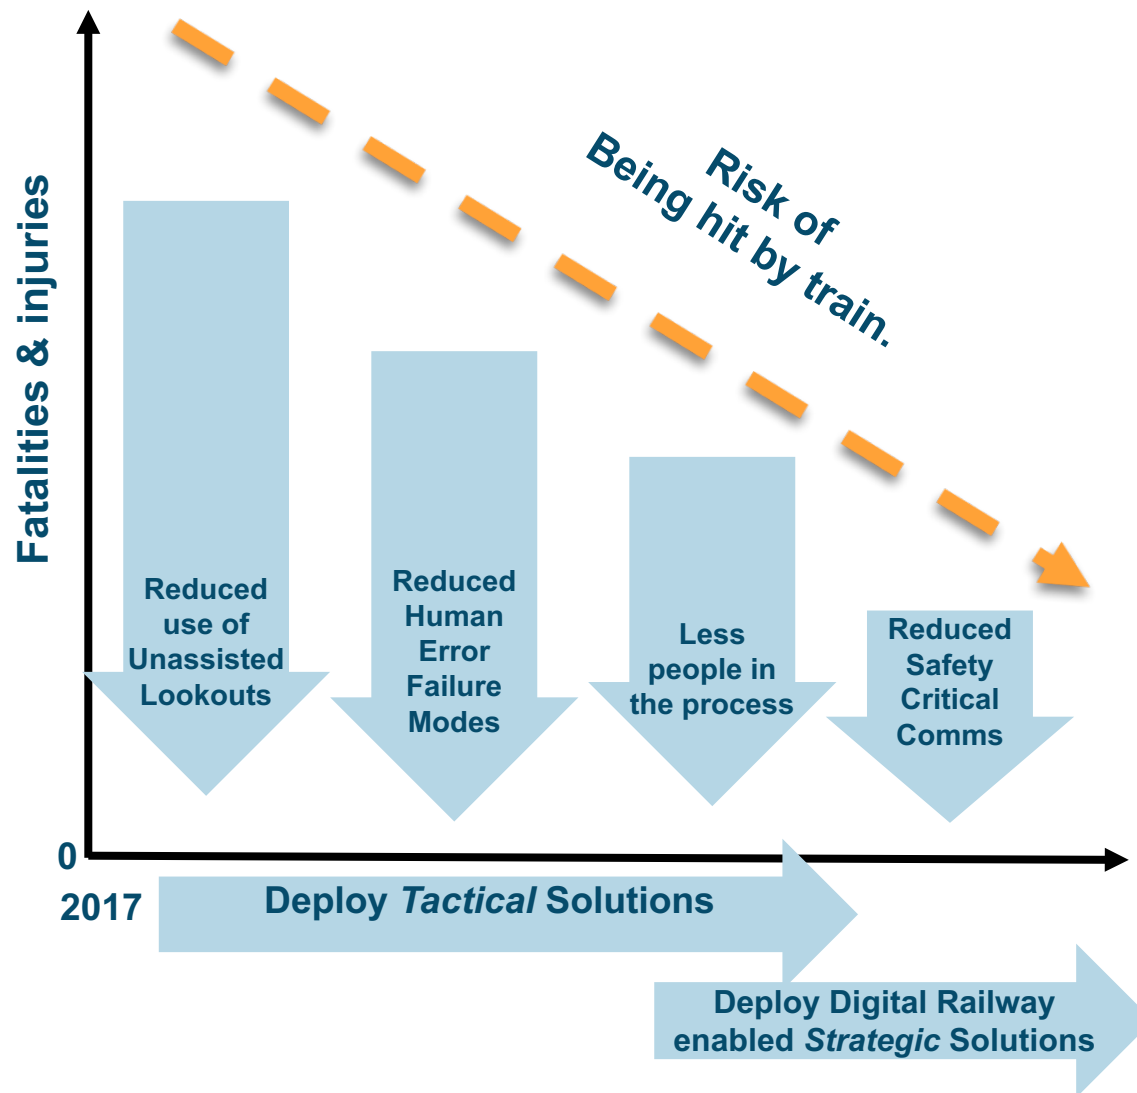 Fatalities & injuries
Risk of
Being hit by train.
Reduced
use of
Unassisted
Lookouts
Reduced
Human
Error
Failure
Modes
Less
people in
the process
Reduced
Safety
Critical
Comms
0
2017
Deploy Tactical Solutions
Deploy Digital Railway
enabled Strategic Solutions